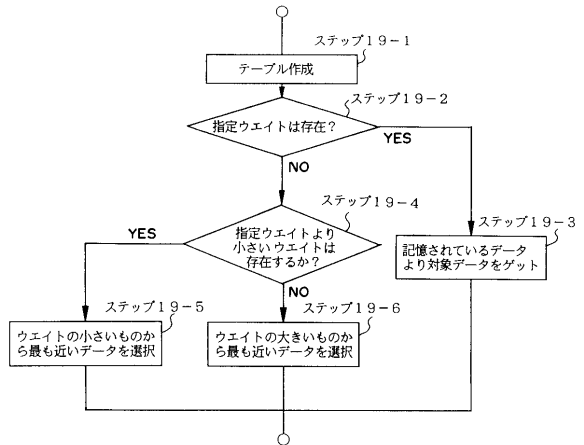 ステップ19-1
テーブル作成
ステップ19-2
指定ウエイトは存在?
YES
NO
ステップ19-4
指定ウエイトより
小さいウエイトは
存在するか?
YES
NO
ステップ19-3
記憶されているデータ
より対象データをゲット
ステップ19-5
ウエイトの小さいものか
ら最も近いデータを選択
ステップ19-6
ウエイトの大きいものか
ら最も近いデータを選択